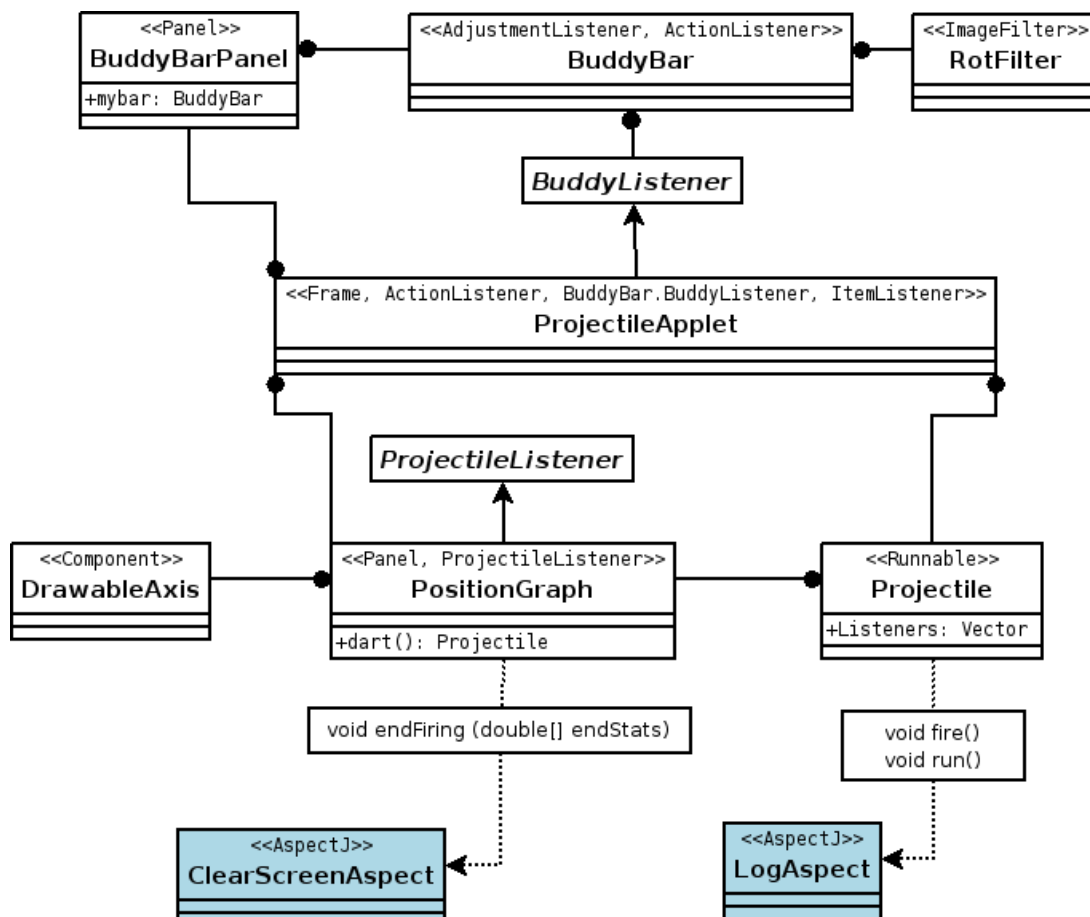 <<Panel>>
BuddyBarPanel
+mybar: BuddyBar
<<AdjustmentListener, ActionListener>>
BuddyBar
<<ImageFilter>>
RotFilter
BuddyListener
<<Frame, ActionListener, BuddyBar.BuddyListener, ItemListener>>
ProjectileApplet
ProjectileListener
<<Component>>
DrawableAxis
<<Panel, ProjectileListener>>
PositionGraph
+dart(): Projectile
<<Runnable>>
Projectile
+Listeners: Vector
void endFiring (double[] endStats)
void fire()
void run()
<<AspectJ>>
ClearScreenAspect
<<AspectJ>>
LogAspect